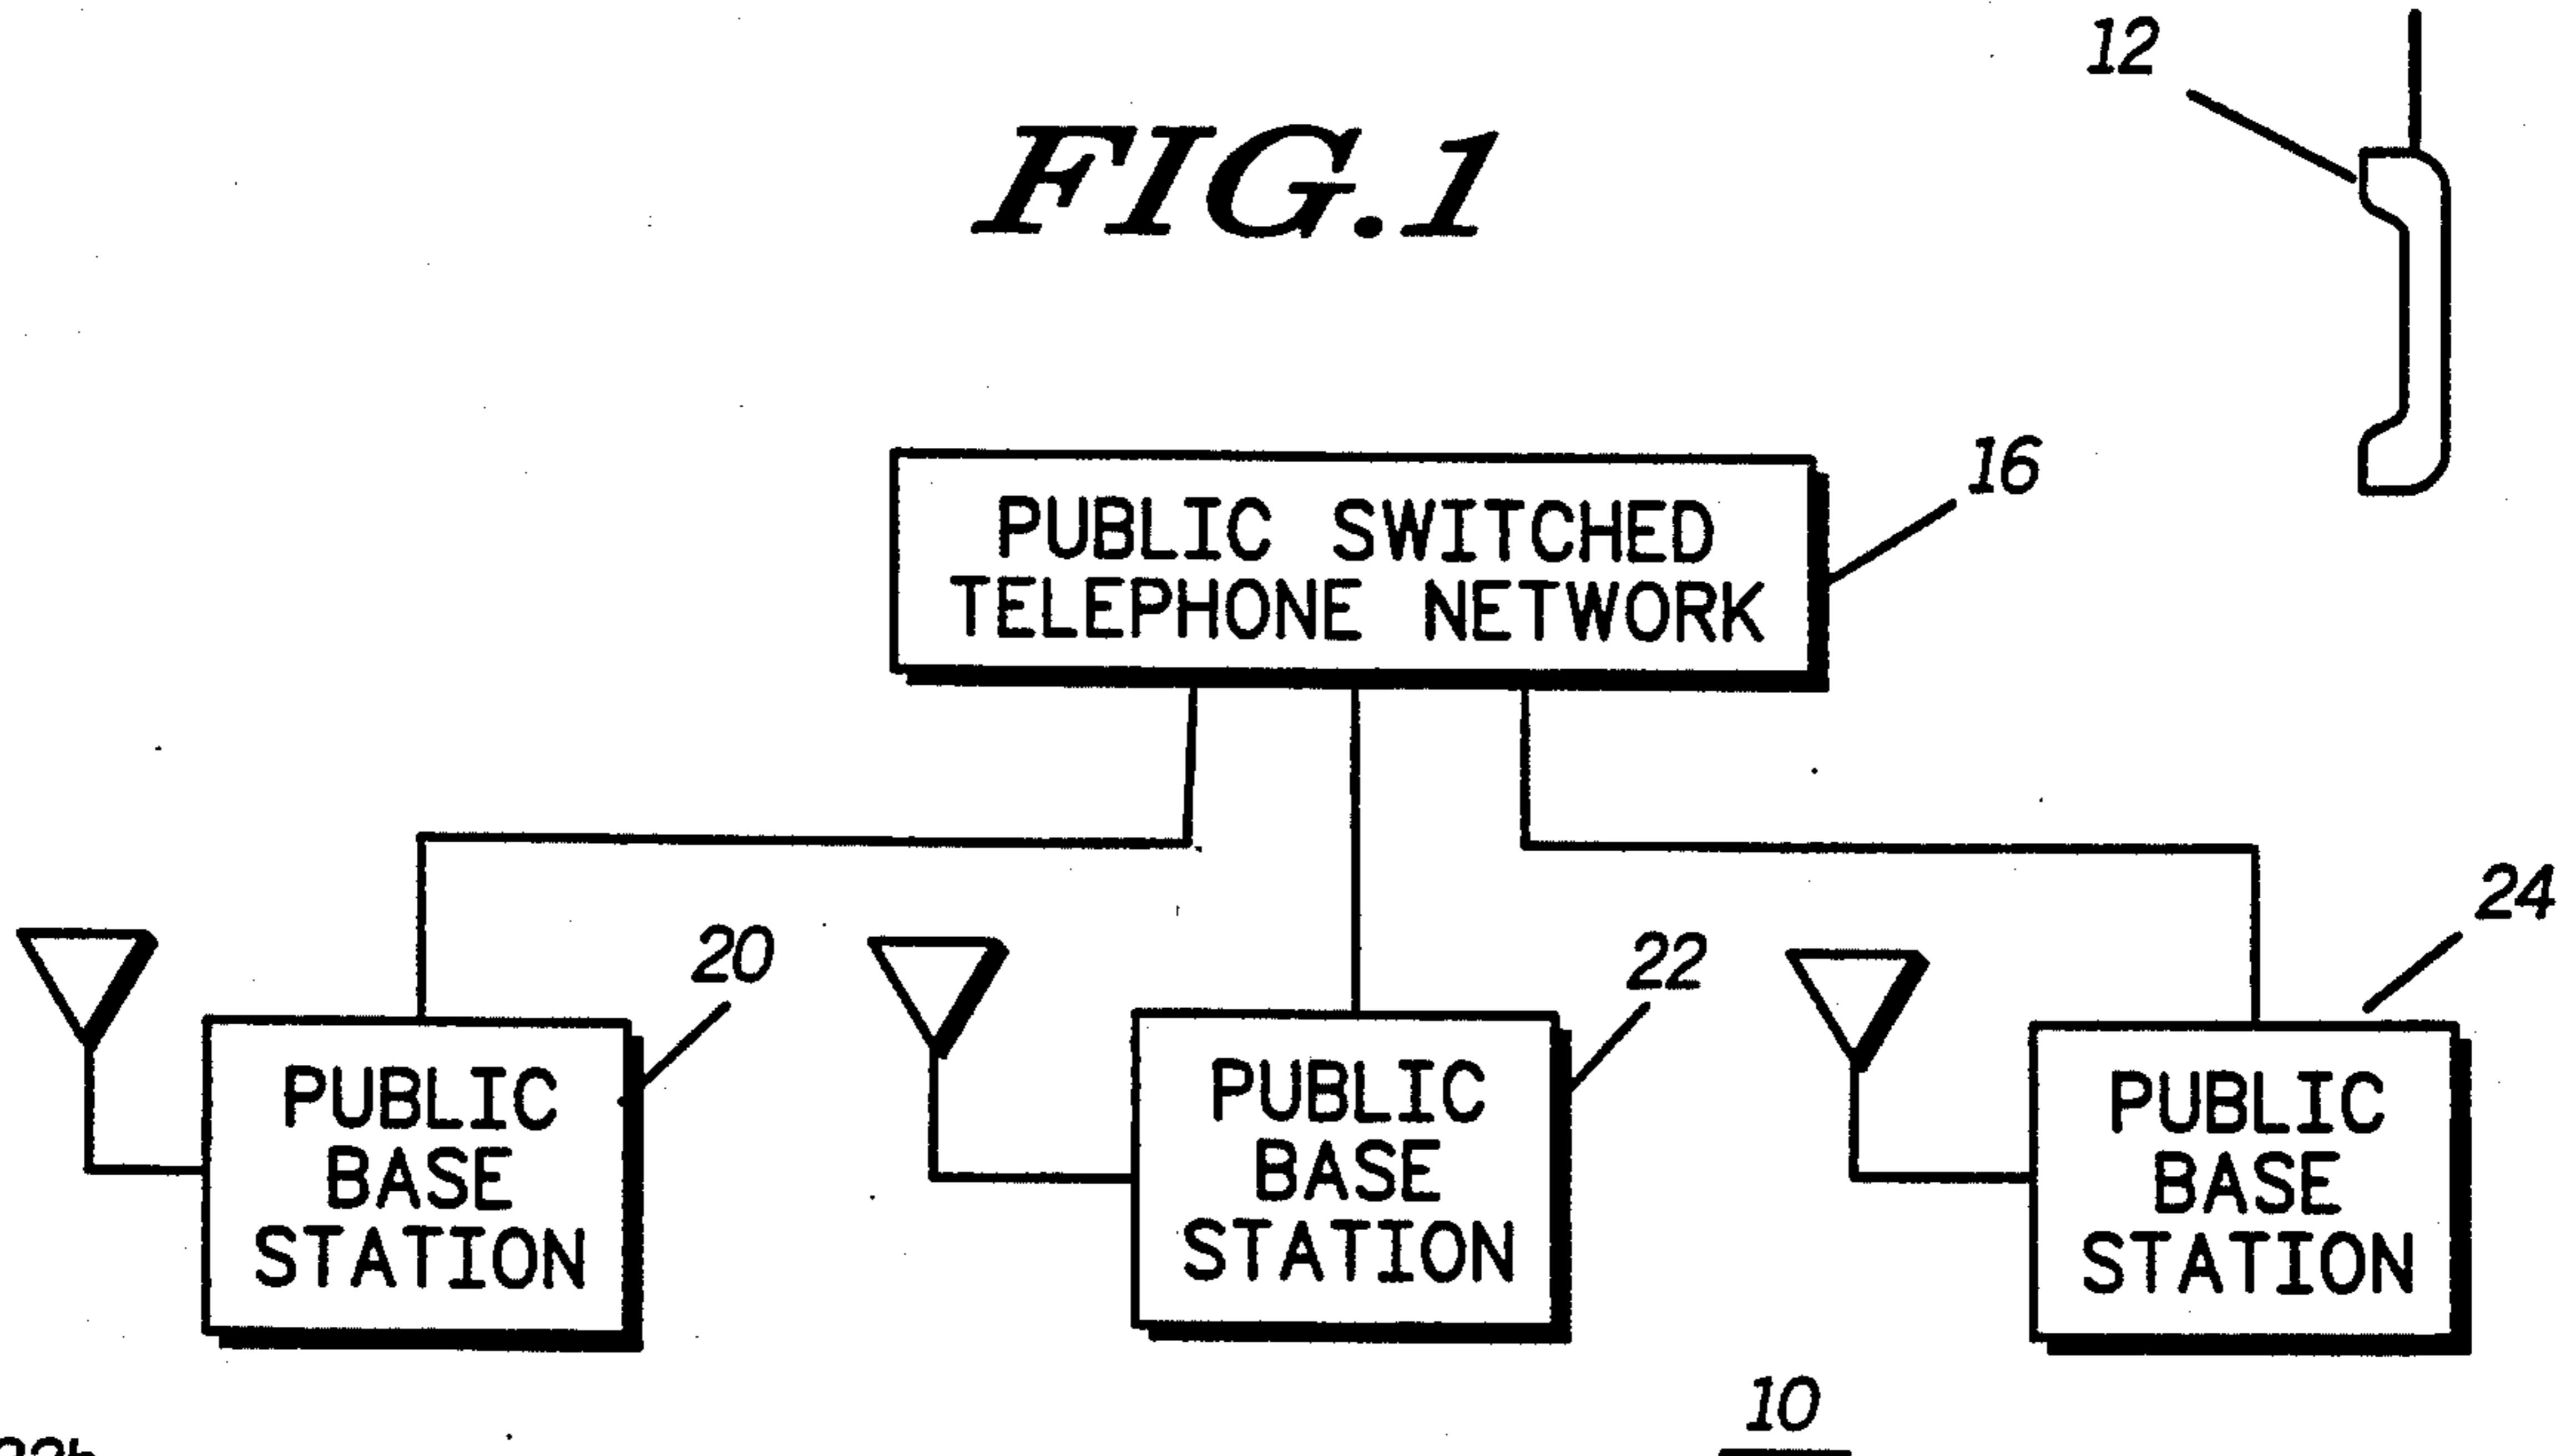 12
FIG.1
16
PUBLIC SWITCHED
TELEPHONE NETWORK
20
22
24
PUBLIC
BASE
STATION
PUBLIC
BASE
STATION
PUBLIC
BASE
STATION
10